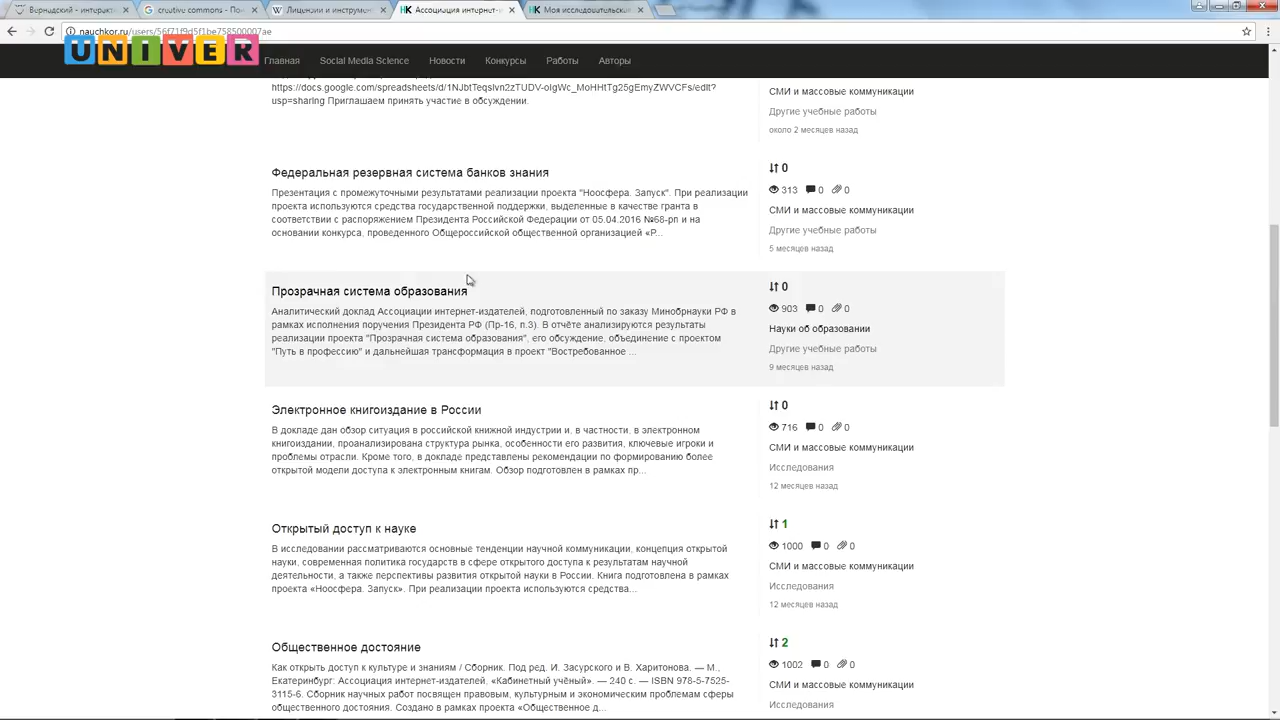 Вернадский - интеракти
creative commons - По
Лицензии и инструмен
Ассоциация интернет-и
Моя исследовательска
nauchkor.ru/users/56f71f9d5f1be758500007ae
UNIVER
Главная
Social Media Science
Новости
Конкурсы
Работы
Авторы
usp=sharing Приглашаем принять участие в обсуждении.
СМИ и массовые коммуникации
Другие учебные работы
около 2 месяцев назад
Федеральная резервная система банков знания
Презентация с промежуточными результатами реализации проекта "Ноосфера. Запуск". При реализации
проекта используются средства государственной поддержки, выделенные в качестве гранта в
соответствии с распоряжением Президента Российской Федерации от 05.04.2016 №68-рп и на
основании конкурса, проведенного Общероссийской общественной организацией «Р...
0
313 0 0
СМИ и массовые коммуникации
Другие учебные работы
5 месяцев назад
Прозрачная система образования
Аналитический доклад Ассоциации интернет-издателей, подготовленный по заказу Минобрнауки РФ в
рамках исполнения поручения Президента РФ (Пр-16, п.3). В отчёте анализируются результаты
реализации проекта "Прозрачная система образования", его обсуждение, объединение с проектом
"Путь в профессию" и дальнейшая трансформация в проект "Востребованное ...
0
903 0 0
Науки об образовании
Другие учебные работы
9 месяцев назад
Электронное книгоиздание в России
В докладе дан обзор ситуация в российской книжной индустрии и, в частности, в электронном
книгоиздании, проанализирована структура рынка, особенности его развития, ключевые игроки и
проблемы отрасли. Кроме того, в докладе представлены рекомендации по формированию более
открытой модели доступа к электронным книгам. Обзор подготовлен в рамках пр...
0
716 0 0
СМИ и массовые коммуникации
Исследования
12 месяцев назад
Открытый доступ к науке
В исследовании рассматриваются основные тенденции научной коммуникации, концепция открытой
науки, современная политика государств в сфере открытого доступа к результатам научной
деятельности, а также перспективы развития открытой науки в России. Книга подготовлена в рамках
проекта «Ноосфера. Запуск». При реализации проекта используются средства...
1
1000 0 0
СМИ и массовые коммуникации
Исследования
12 месяцев назад
Общественное достояние
Как открыть доступ к культуре и знаниям / Сборник. Под ред. И. Засурского и В. Харитонова. — М.,
Екатеринбург: Ассоциация интернет-издателей. «Кабинетный учёный». — 240 с. — ISBN 978-5-7525-
3115-6. Сборник научных работ посвящен правовым, культурным и экономическим проблемам сферы
общественного достояния. Создано в рамках проекта «Общественное д...
2
1002 0 0
СМИ и массовые коммуникации
Исследования